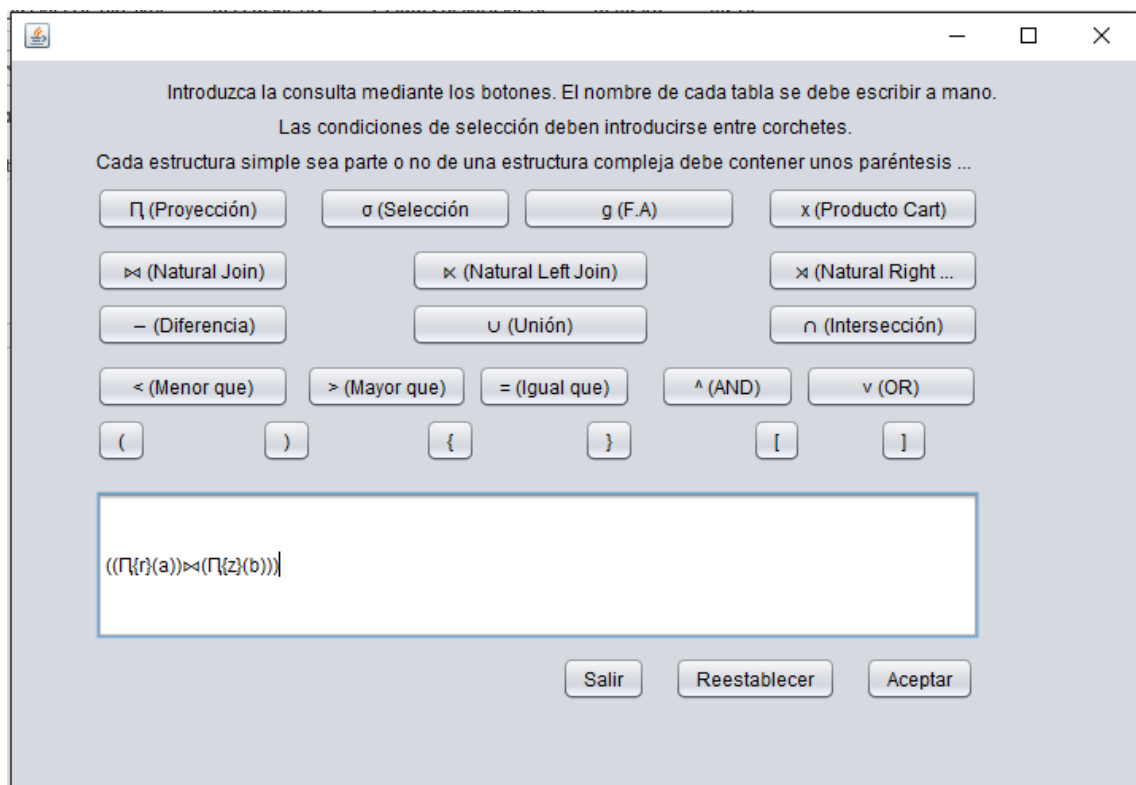 Introduzca la consulta mediante los botones. El nombre de cada tabla se debe escribir a mano.
Las condiciones de selección deben introducirse entre corchetes.
Cada estructura simple sea parte o no de una estructura compleja debe contener unos paréntesis ...
Ԥ (Proyección) σ (Selección g (F.A) x (Producto Cart)
⋈ (Natural Join) ⋉ (Natural Left Join) ⋊ (Natural Right ...
− (Diferencia) ∪ (Unión) ∩ (Intersección)
< (Menor que) > (Mayor que) = (Igual que) ^ (AND) v (OR)
( ) { } [ ]
((Ԥ{r}(a))⋈(Ԥ{z}(b)))
Salir Reestablecer Aceptar